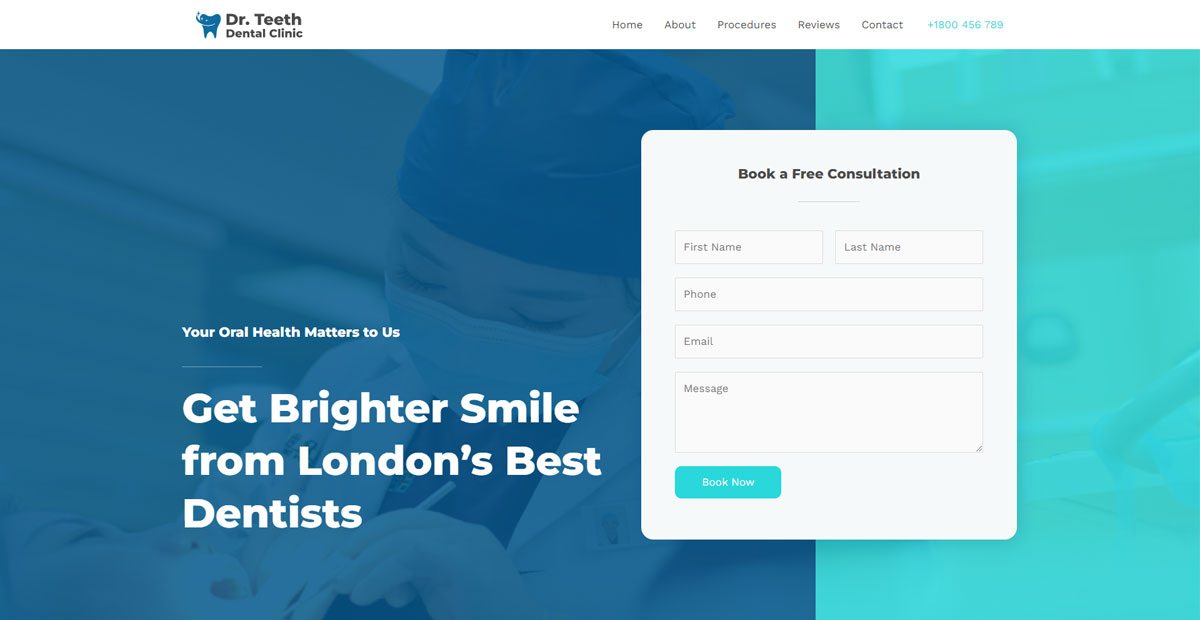 Dr. Teeth
Dental Clinic
Home About Procedures Reviews Contact +1800 456 789
Your Oral Health Matters to Us
Get Brighter Smile
from London’s Best
Dentists
Book a Free Consultation
First Name Last Name
Phone
Email
Message
Book Now